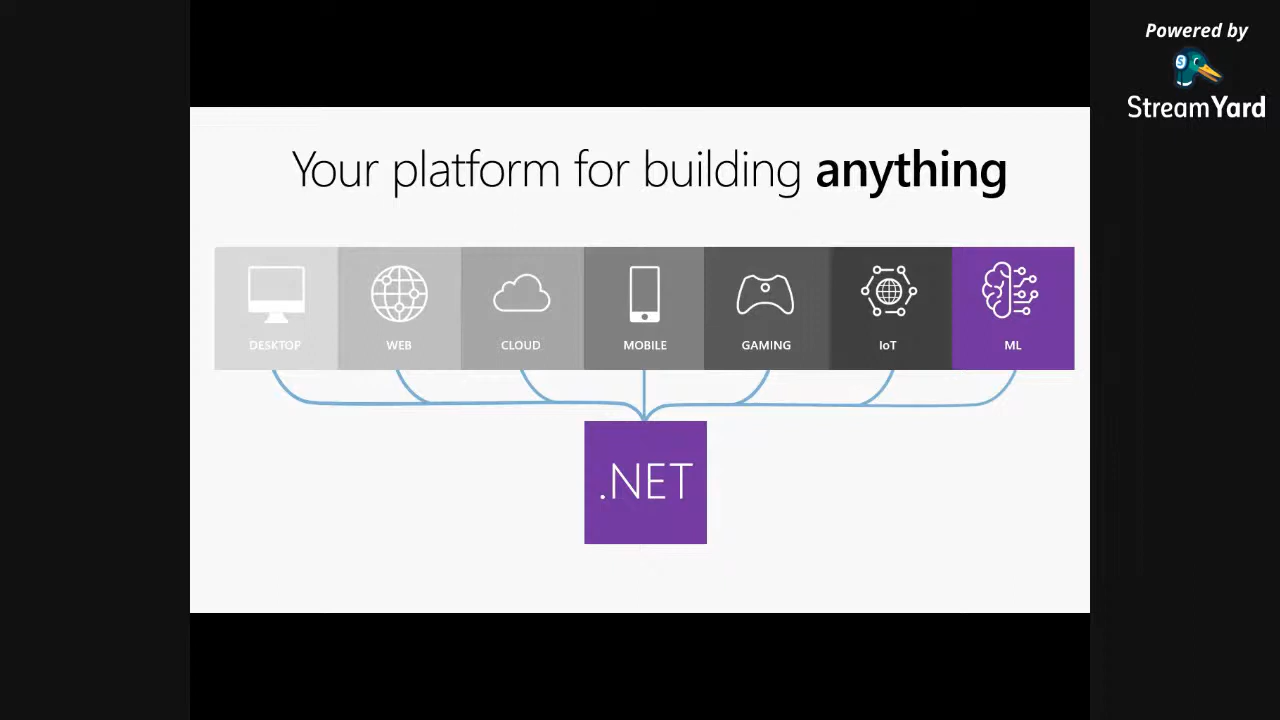 Powered by
S
StreamYard
Your platform for building anything
DESKTOP
WEB
CLOUD
MOBILE
GAMING
IoT
ML
.NET